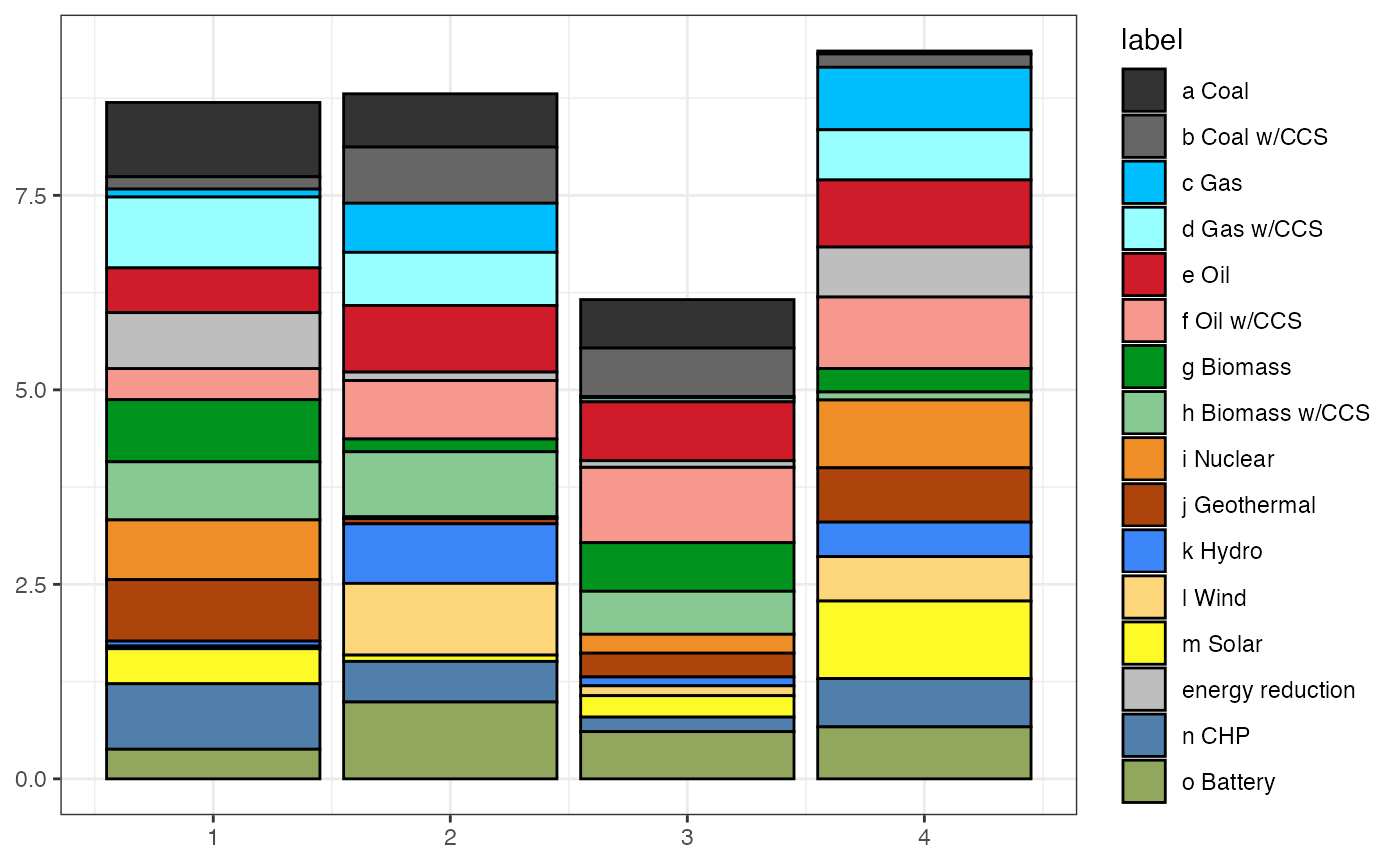 label
a Coal
b Coal w/CCS
c Gas
d Gas w/CCS
e Oil
f Oil w/CCS
g Biomass
h Biomass w/CCS
i Nuclear
j Geothermal
k Hydro
l Wind
m Solar
energy reduction
n CHP
o Battery
7.5
5.0
2.5
0.0
1 2 3 4